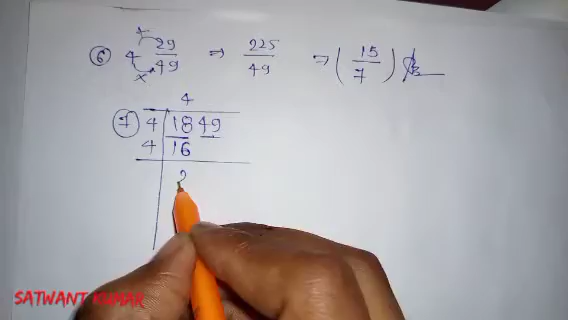 ⑥ 4 29/49 ⇒ 225/49 ⇒ (15/7)
+
×
4
⑦ 4 18 49
4 16
2
SATWANT KUMAR